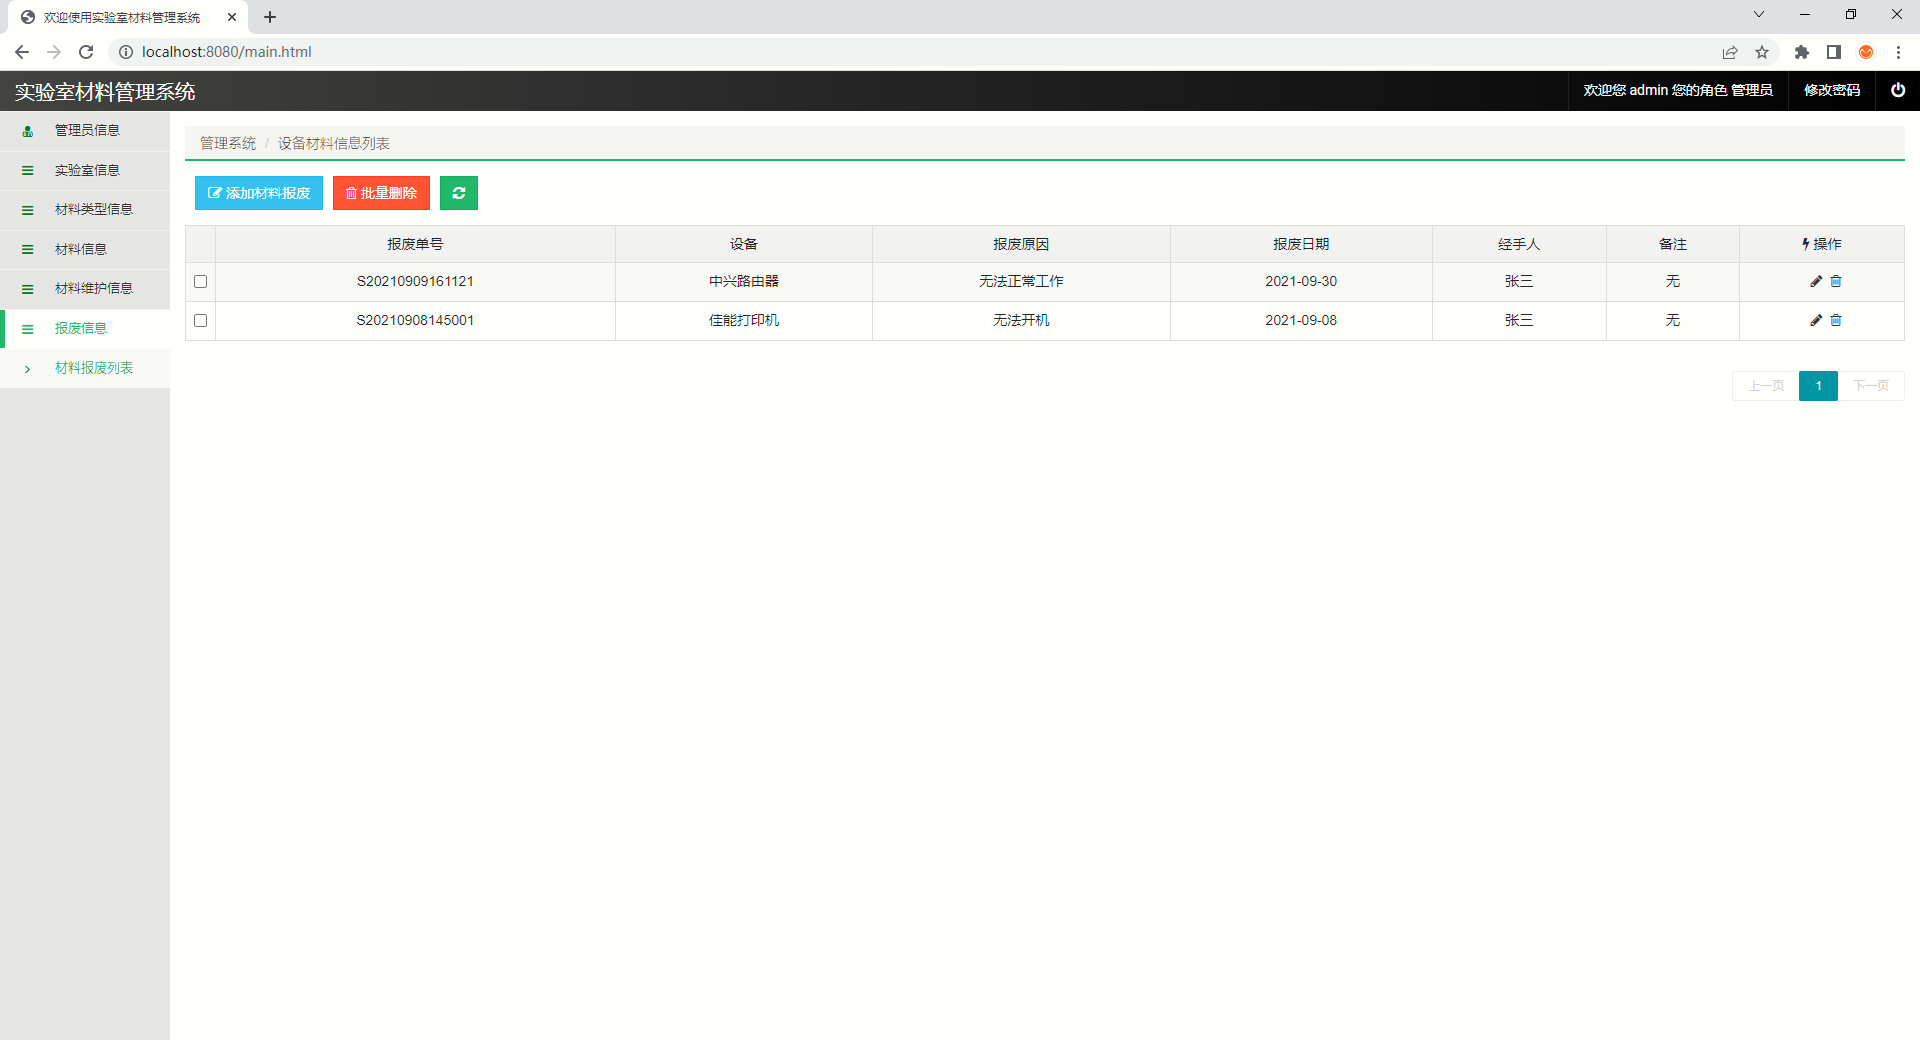 欢迎使用实验室材料管理系统
localhost:8080/main.html
实验室材料管理系统
欢迎您 admin 您的角色 管理员
修改密码
管理员信息
实验室信息
材料类型信息
材料信息
材料维护信息
报废信息
材料报废列表
管理系统 / 设备材料信息列表
添加材料报废 批量删除
报废单号 设备 报废原因 报废日期 经手人 备注 操作
S20210909161121 中兴路由器 无法正常工作 2021-09-30 张三 无
S20210908145001 佳能打印机 无法开机 2021-09-08 张三 无
上一页 1 下一页